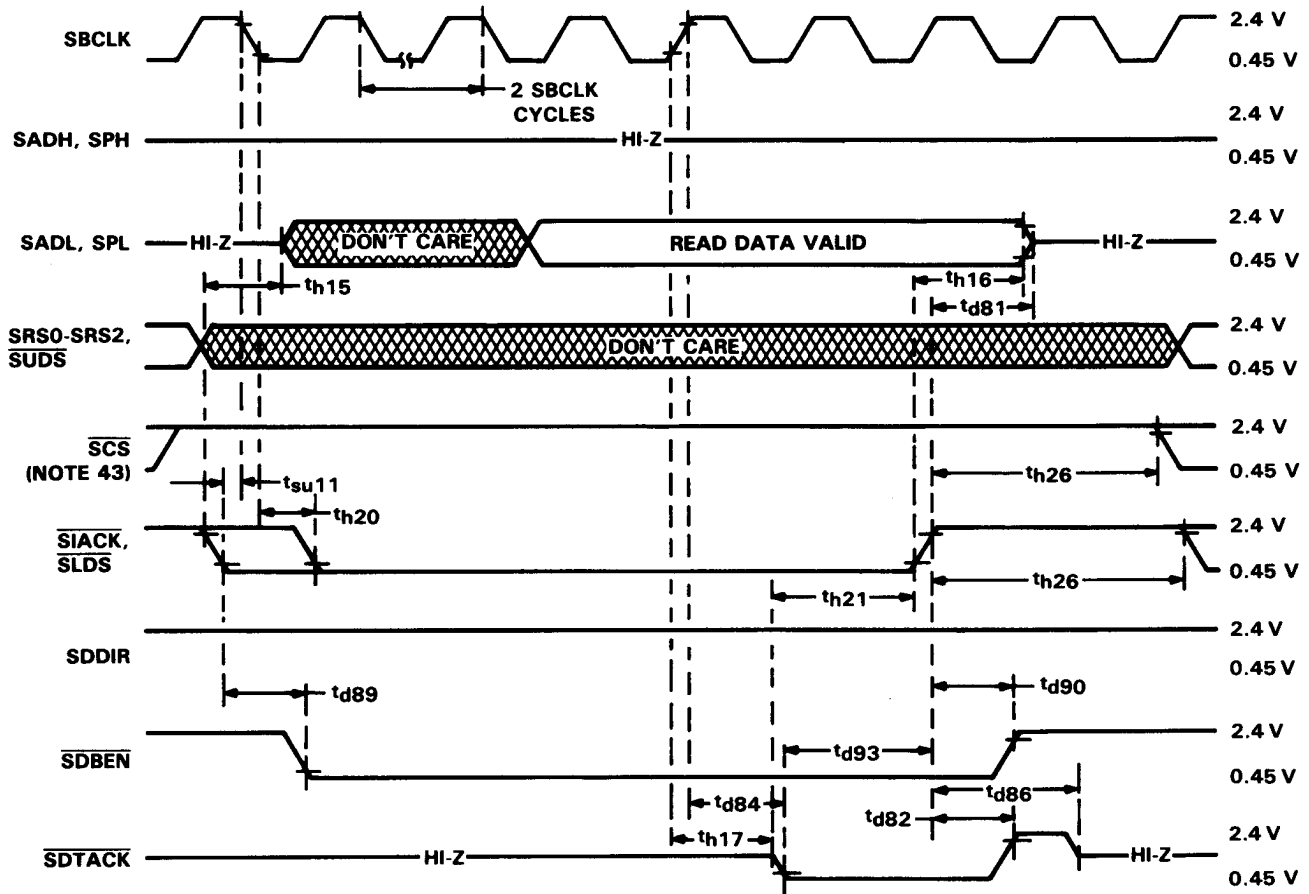 SBCLK
2.4 V
0.45 V
2 SBCLK
CYCLES
SADH, SPH
HI-Z
2.4 V
0.45 V
SADL, SPL
HI-Z
DON'T CARE
READ DATA VALID
HI-Z
2.4 V
0.45 V
th15
th16
td81
SRS0-SRS2,
SUDS
DON'T CARE
2.4 V
0.45 V
SCS
(NOTE 43)
2.4 V
0.45 V
tsu11
th26
th20
SIACK,
SLDS
2.4 V
0.45 V
th21
th26
SDDIR
2.4 V
0.45 V
td89
td90
SDBEN
2.4 V
0.45 V
td93
td86
td84
td82
th17
SDTACK
HI-Z
HI-Z
2.4 V
0.45 V